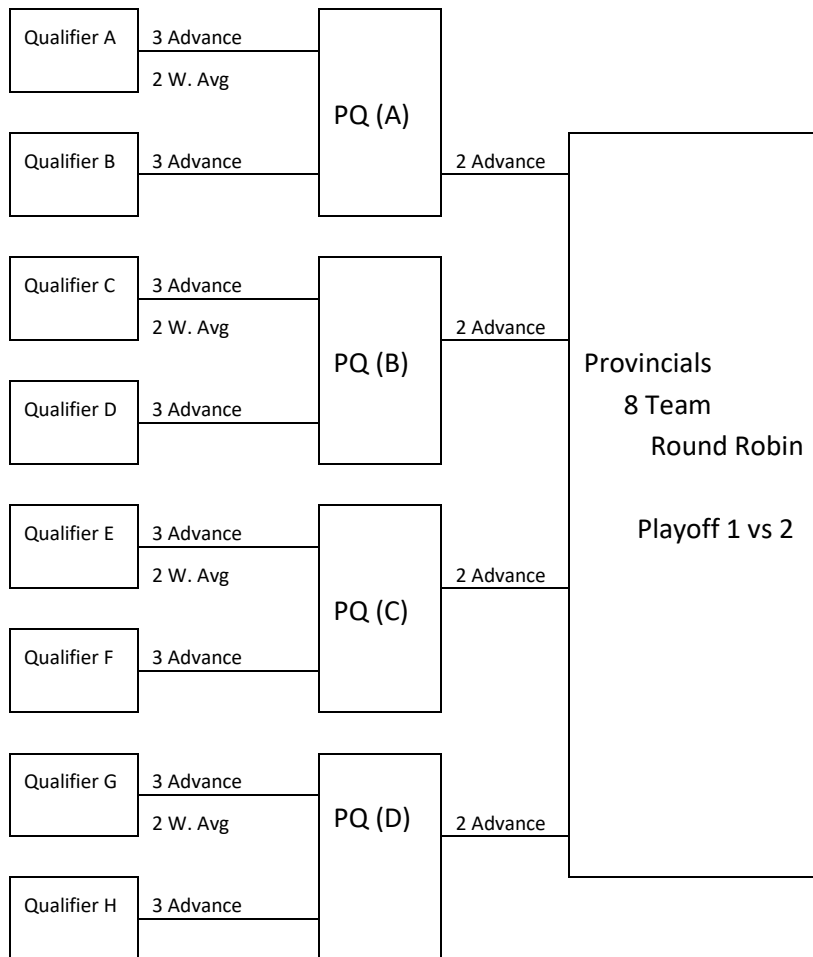 Qualifier A
3 Advance
2 W. Avg
PQ (A)
Qualifier B
3 Advance
2 Advance
Qualifier C
3 Advance
2 W. Avg
2 Advance
PQ (B)
Qualifier D
3 Advance
Provincials
8 Team
Round Robin
Playoff 1 vs 2
Qualifier E
3 Advance
2 W. Avg
2 Advance
PQ (C)
Qualifier F
3 Advance
Qualifier G
3 Advance
2 W. Avg
PQ (D)
2 Advance
Qualifier H
3 Advance